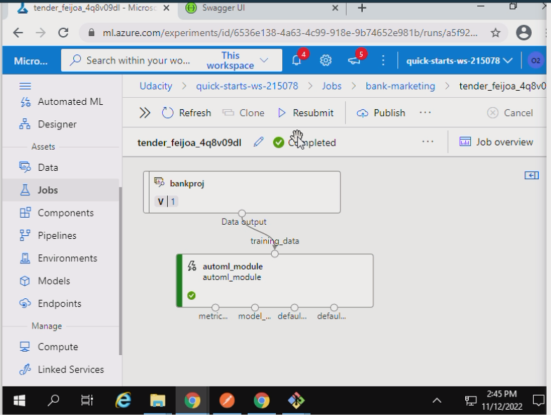 tender_feijoa_4q8v09dl - Micros
Swagger UI
ml.azure.com/experiments/id/6536e138-4a63-4c99-918e-9b74652e981b/runs/a5f92...
Micro...
Search within your wo...
This workspace
4
5
quick-starts-ws-215078
O2
Udacity > quick-starts-ws-215078 > Jobs > bank-marketing > tender_feijoa_4q8v0
Automated ML
Designer
Assets
Data
Jobs
Components
Pipelines
Environments
Models
Endpoints
Manage
Compute
Linked Services
Refresh Clone Resubmit Publish ... Cancel
tender_feijoa_4q8v09dl Completed ... Job overview
bankproj
V | 1
Data output
training_data
automl_module
automl_module
metric... model_... defaul... defaul...
2:45 PM
11/12/2022